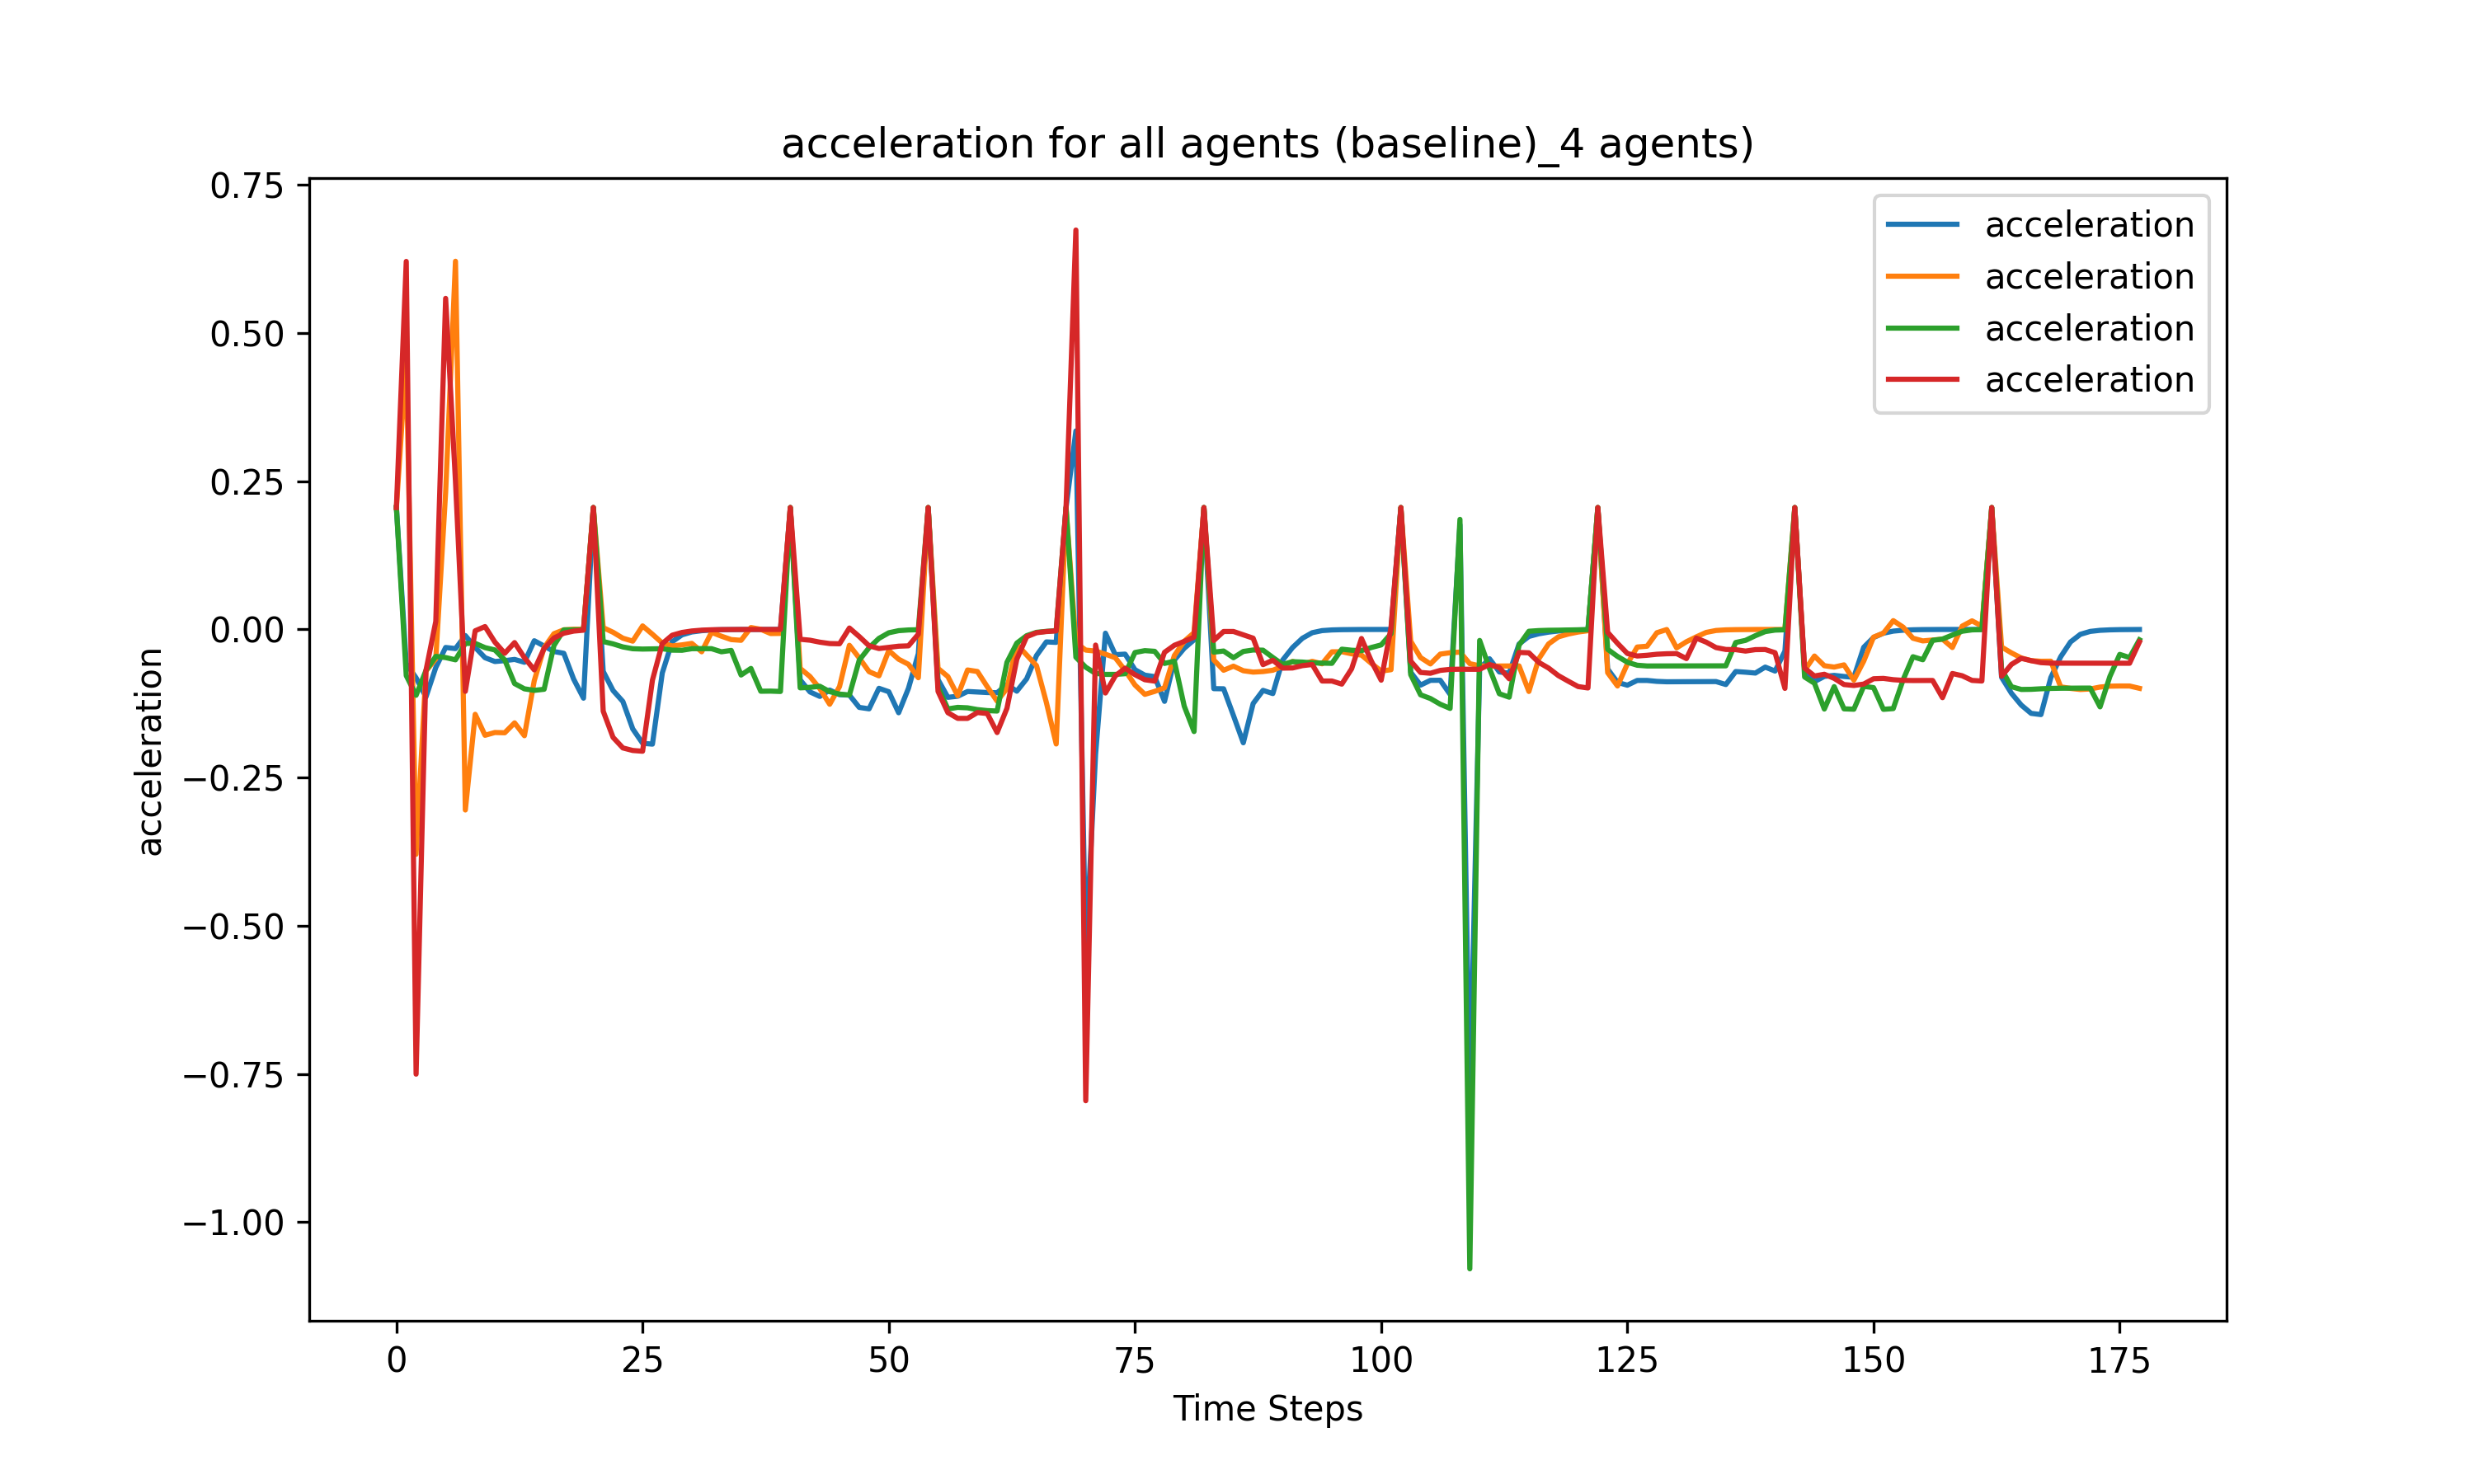 acceleration for all agents (baseline)_4 agents)
0.75
0.50
0.25
0.00
−0.25
−0.50
−0.75
−1.00
acceleration
acceleration
acceleration
acceleration
acceleration
0
25
50
75
100
125
150
175
Time Steps